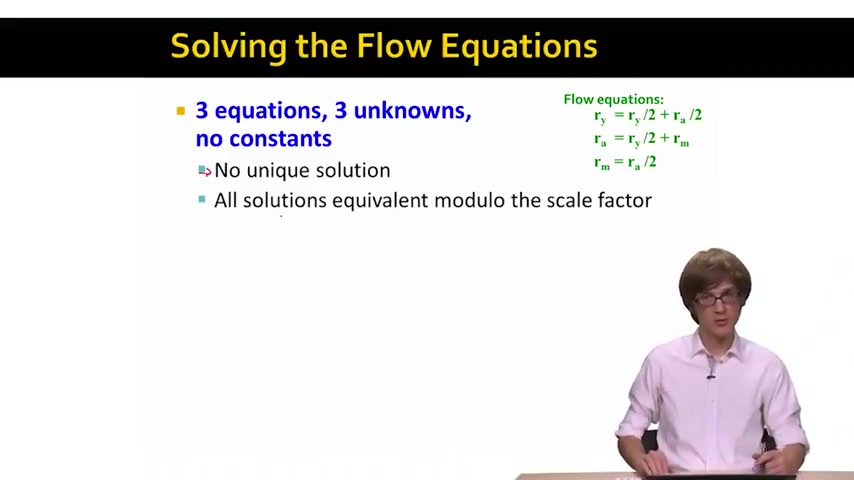 Solving the Flow Equations
3 equations, 3 unknowns,
no constants
No unique solution
All solutions equivalent modulo the scale factor
Flow equations:
r_y = r_y /2 + r_a /2
r_a = r_y /2 + r_m
r_m = r_a /2